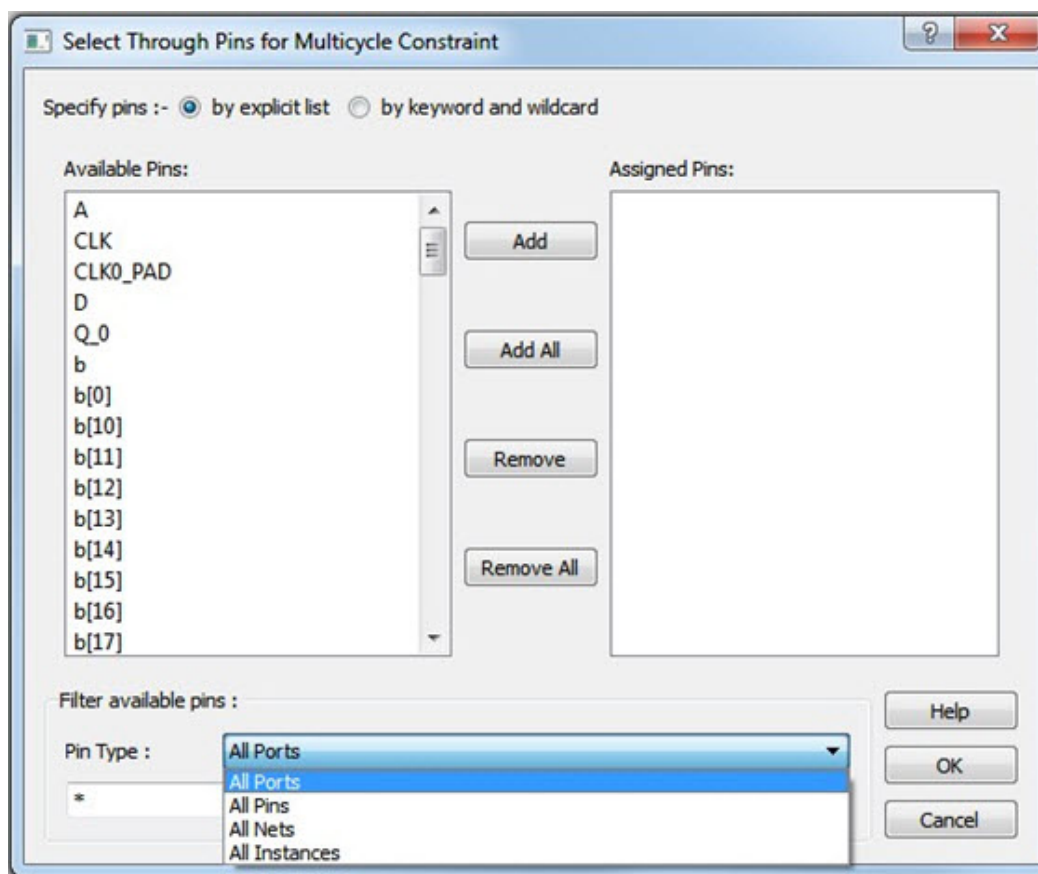 Select Through Pins for Multicycle Constraint
Specify pins :- by explicit list by keyword and wildcard
Available Pins:
Assigned Pins:
A
CLK
CLK0_PAD
D
Q_0
b
b[0]
b[10]
b[11]
b[12]
b[13]
b[14]
b[15]
b[16]
b[17]
Add
Add All
Remove
Remove All
Filter available pins :
Pin Type :
All Ports
All Ports
All Pins
All Nets
All Instances
*
Help
OK
Cancel